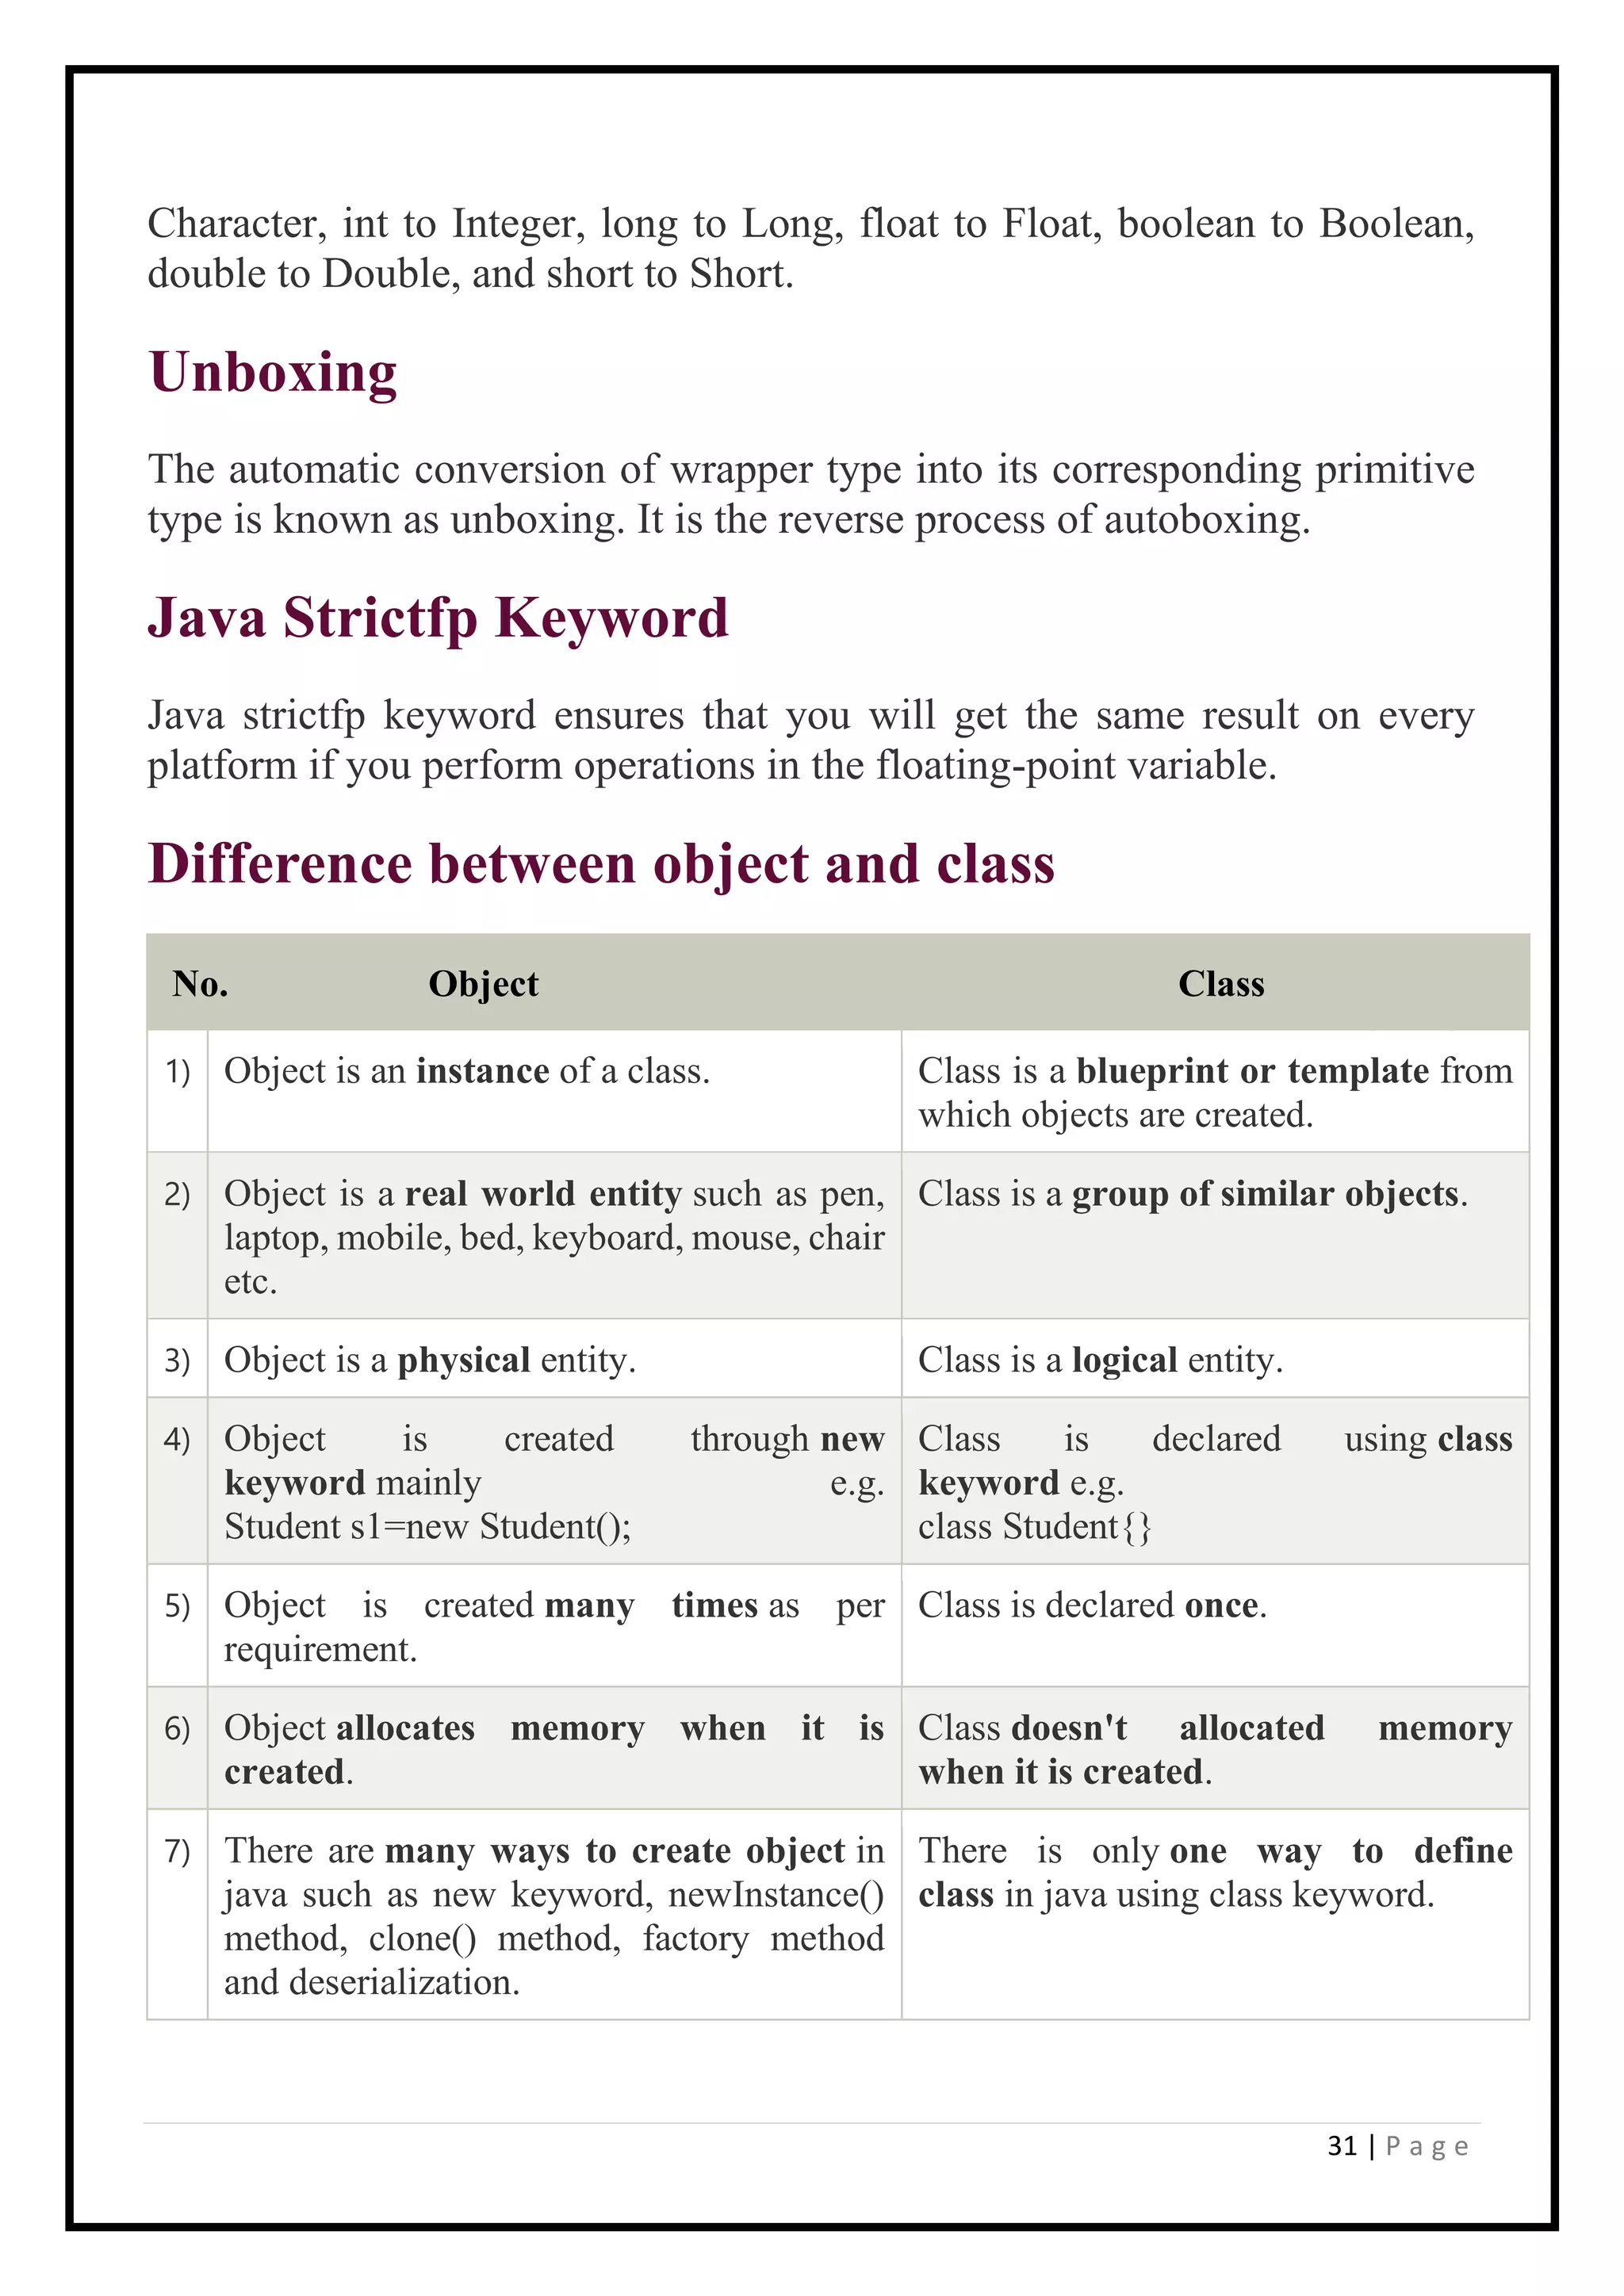 Character, int to Integer, long to Long, float to Float, boolean to Boolean,
double to Double, and short to Short.
Unboxing
The automatic conversion of wrapper type into its corresponding primitive
type is known as unboxing. It is the reverse process of autoboxing.
Java Strictfp Keyword
Java strictfp keyword ensures that you will get the same result on every
platform if you perform operations in the floating-point variable.
Difference between object and class
No. Object Class
1) Object is an instance of a class.
Class is a blueprint or template from
which objects are created.
2) Object is a real world entity such as pen,
laptop, mobile, bed, keyboard, mouse, chair
etc.
Class is a group of similar objects.
3) Object is a physical entity.
Class is a logical entity.
4) Object is created through new
keyword mainly e.g.
Student s1=new Student();
Class is declared using class
keyword e.g.
class Student{}
5) Object is created many times as per
requirement.
Class is declared once.
6) Object allocates memory when it is
created.
Class doesn't allocated memory
when it is created.
7) There are many ways to create object in
java such as new keyword, newInstance()
method, clone() method, factory method
and deserialization.
There is only one way to define
class in java using class keyword.
31 | Page